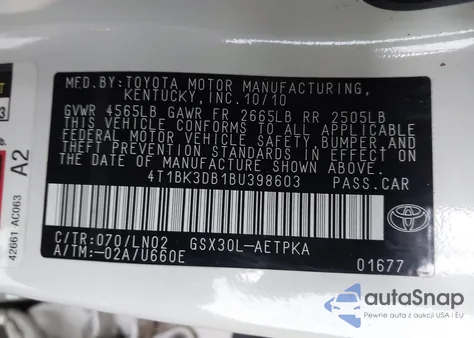 MFD.BY:TOYOTA MOTOR MANUFACTURING,
KENTUCKY, INC.10/10
GVWR 4565LB GAWR FR 2665LB RR 2505LB
THIS VEHICLE CONFORMS TO ALL APPLICABLE
FEDERAL MOTOR VEHICLE SAFETY, BUMPER, AND
THEFT PREVENTION STANDARDS IN EFFECT ON
THE DATE OF MANUFACTURE SHOWN ABOVE.
4T1BK3DB1BU398603 PASS.CAR
C/TR:070/LN02 GSX30L-AETPKA
A/TM:-02A/U660E
01677
TOYOTA
A2
42661 AC063
autoSnap
Auta z aukcji USA i EU